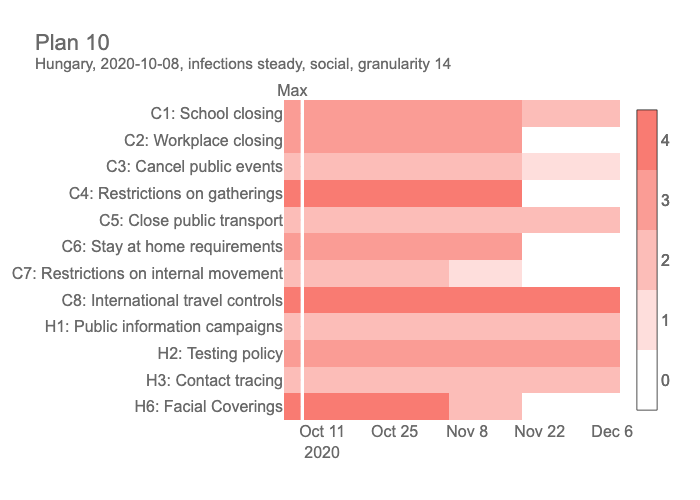 Plan 10
Hungary, 2020-10-08, infections steady, social, granularity 14
Max
C1: School closing
C2: Workplace closing
C3: Cancel public events
C4: Restrictions on gatherings
C5: Close public transport
C6: Stay at home requirements
C7: Restrictions on internal movement
C8: International travel controls
H1: Public information campaigns
H2: Testing policy
H3: Contact tracing
H6: Facial Coverings
Oct 11 Oct 25 Nov 8 Nov 22 Dec 6
2020
4
3
2
1
0